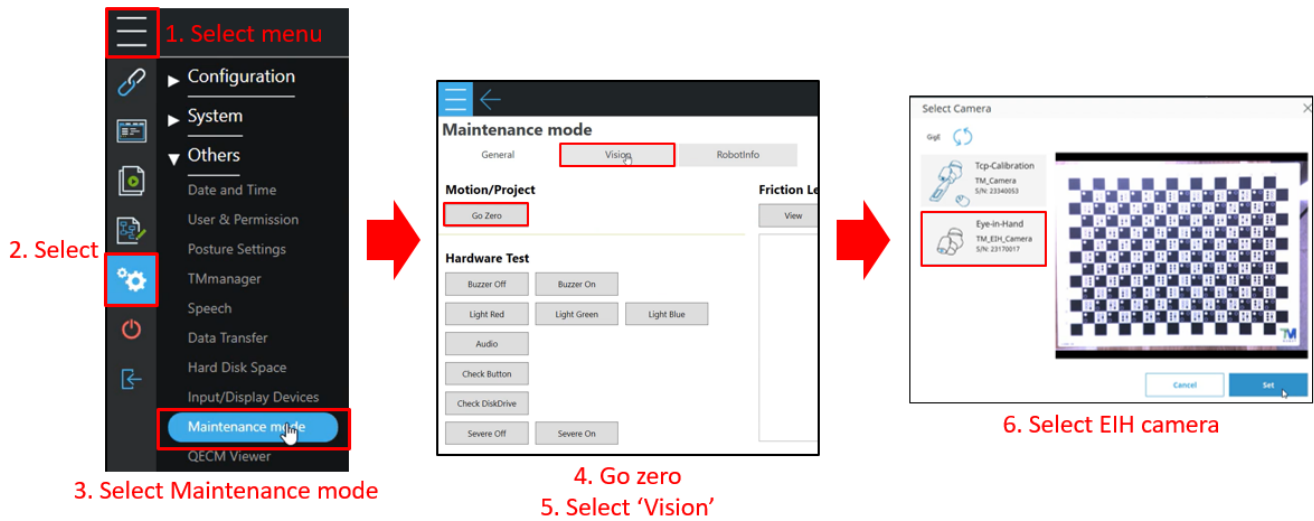 1. Select menu
Configuration
System
Others
Date and Time
User & Permission
Posture Settings
2. Select
TMmanager
Speech
Data Transfer
Hard Disk Space
Input/Display Devices
Maintenance mode
QECM Viewer
3. Select Maintenance mode
Maintenance mode
General
Vision
RobotInfo
Motion/Project
Friction Le
Go Zero
View
Hardware Test
Buzzer Off
Buzzer On
Light Red
Light Green
Light Blue
Audio
Check Button
Check DiskDrive
Severe Off
Severe On
4. Go zero
5. Select ‘Vision’
Select Camera
GigE
Tcp-Calibration
TM_Camera
S/N: 23340053
Eye-in-Hand
TM_EIH_Camera
S/N: 23170017
TM
Cancel
Set
6. Select EIH camera